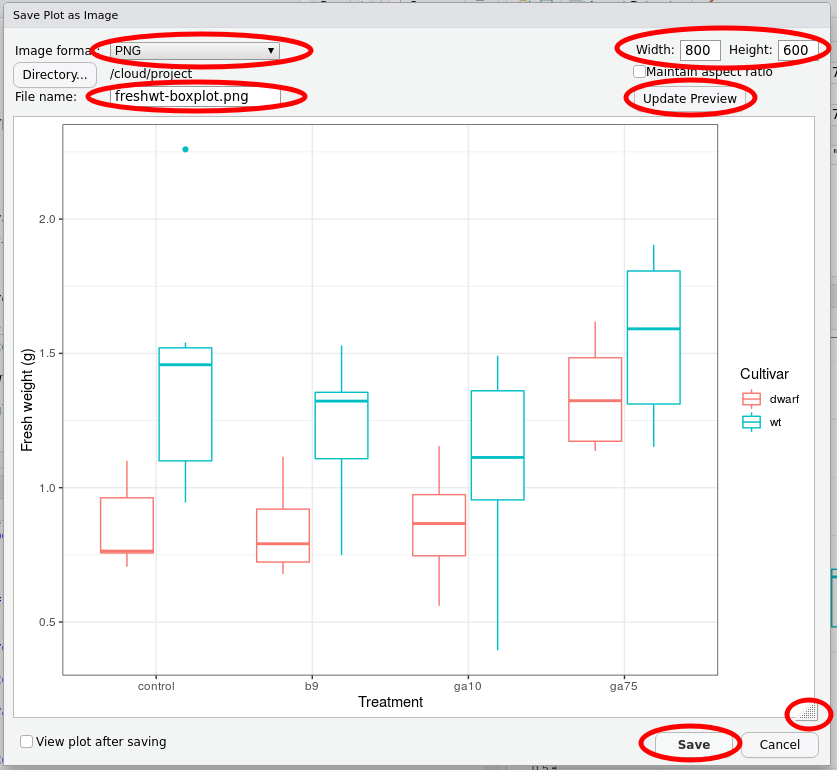 Save Plot as Image
Image format: PNG
Width: 800 Height: 600
Directory... /cloud/project
Maintain aspect ratio
File name: freshwt-boxplot.png
Update Preview
2.0
1.5
1.0
0.5
Fresh weight (g)
control b9 ga10 ga75
Treatment
Cultivar
dwarf
wt
View plot after saving
Save Cancel